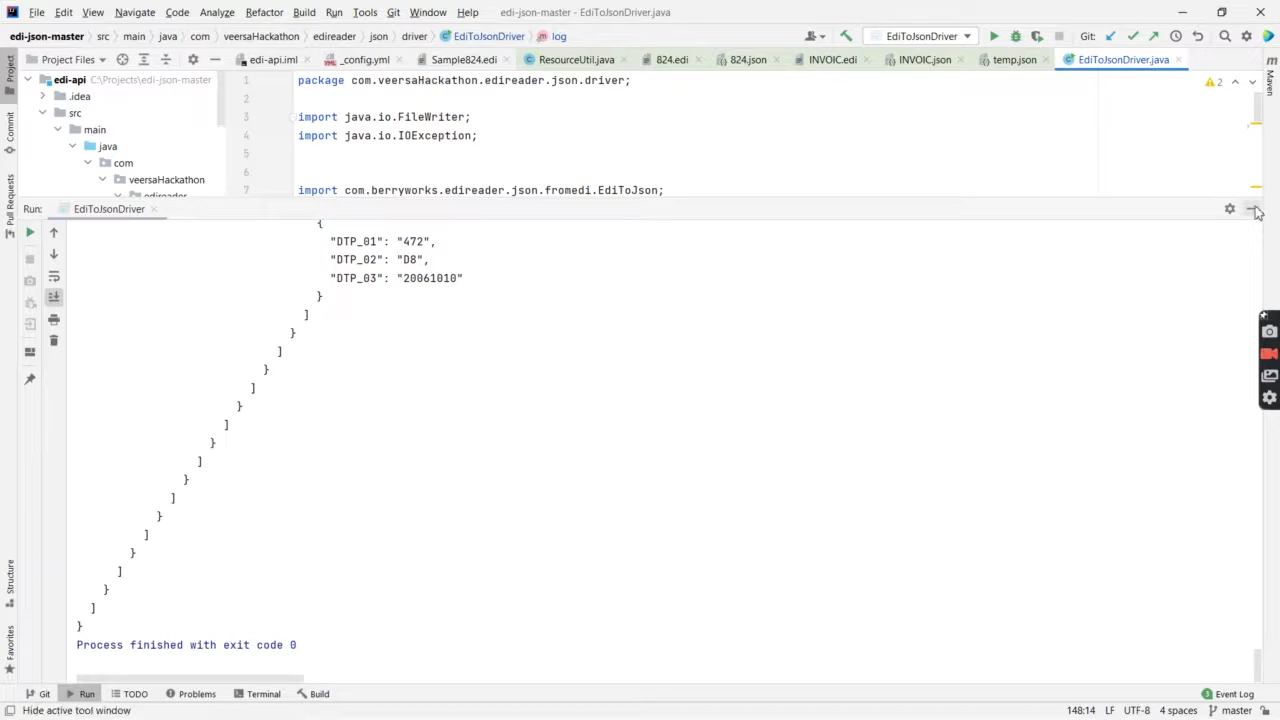 File Edit View Navigate Code Analyze Refactor Build Run Tools Git Window Help edi-json-master - EdiToJsonDriver.java
edi-json-master src main java com veersaHackathon edireader json driver EdiToJsonDriver log EdiToJsonDriver Git:
Project Files edi-api.iml _config.yml Sample824.edi ResourceUtil.java 824.edi 824.json INVOIC.edi INVOIC.json temp.json EdiToJsonDriver.java
edi-api C:\Projects\edi-json-master
.idea
src
main
java
com
veersaHackathon
edireader
1 package com.veersaHackathon.edireader.json.driver;
2
3 import java.io.FileWriter;
4 import java.io.IOException;
5
6
7 import com.berryworks.edireader.json.fromedi.EdiToJson;
2
Project
Commit
Pull Requests
Structure
Favorites
Maven
Run: EdiToJsonDriver
{
"DTP_01": "472",
"DTP_02": "D8",
"DTP_03": "20061010"
}
]
}
]
}
]
}
]
}
]
}
]
}
]
}
]
}
]
}
Process finished with exit code 0
Git Run TODO Problems Terminal Build 3 Event Log
Hide active tool window 148:14 LF UTF-8 4 spaces master